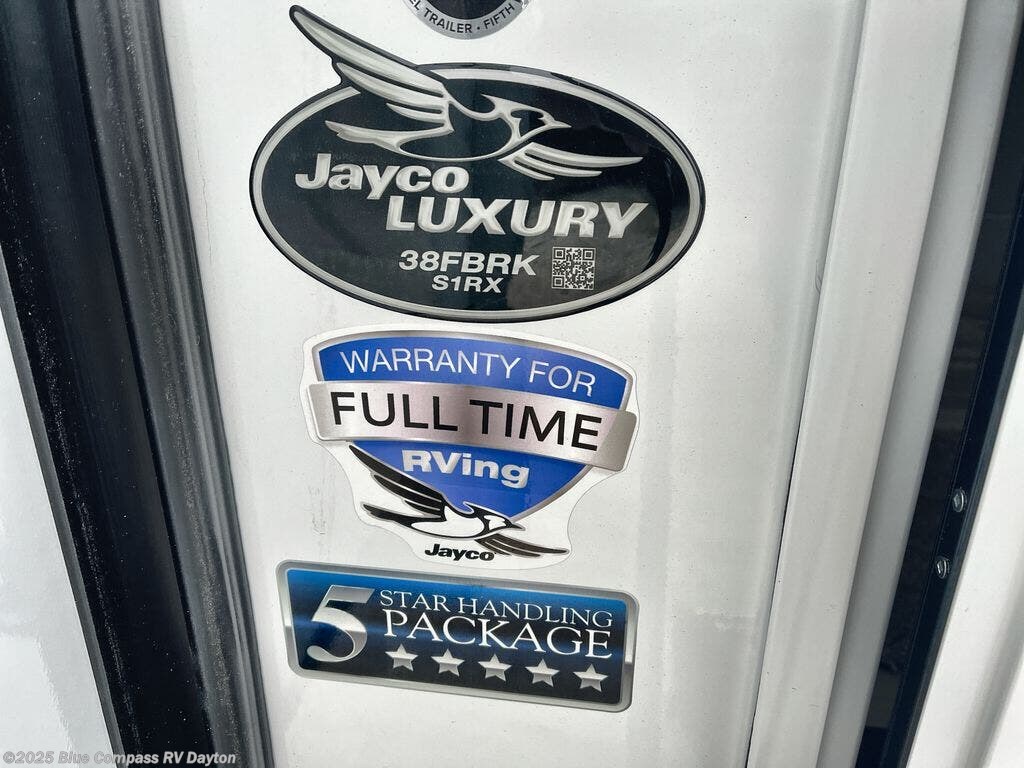 TRAILER • FIFTH
Jayco
LUXURY
38FBRK
S1RX
WARRANTY FOR
FULL TIME
RVing
Jayco
5 STAR HANDLING
PACKAGE
©2025 Blue Compass RV Dayton